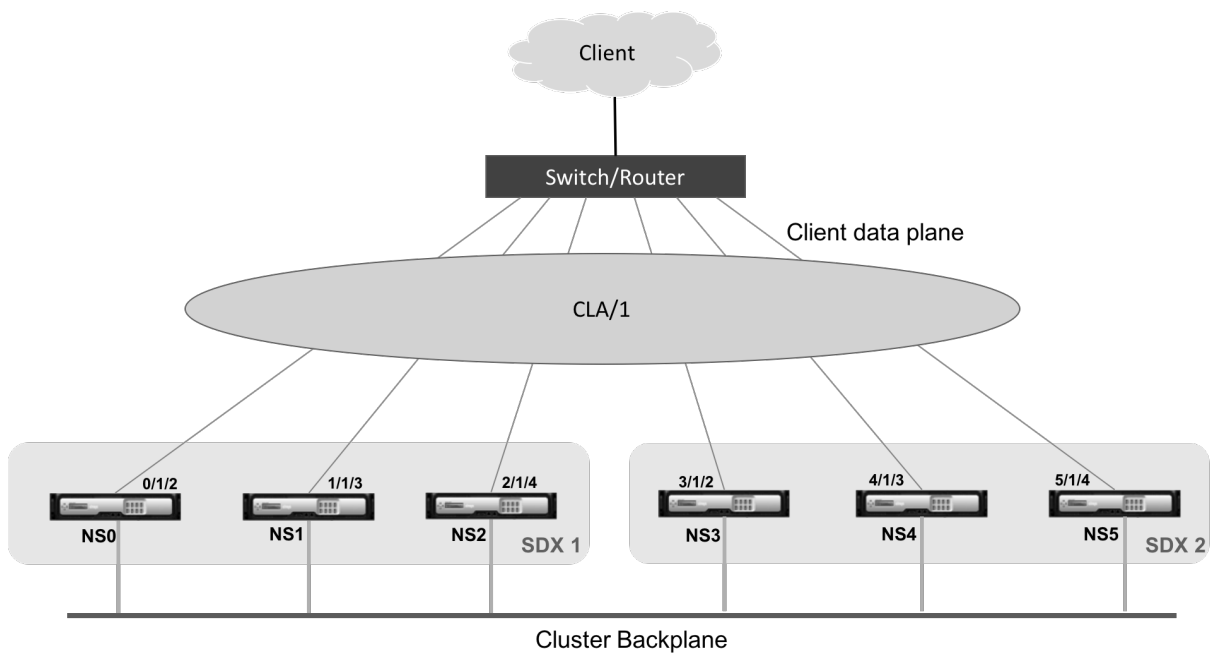 Client
Switch/Router
Client data plane
CLA/1
0/1/2
1/1/3
2/1/4
3/1/2
4/1/3
5/1/4
NS0
NS1
NS2
SDX 1
NS3
NS4
NS5
SDX 2
Cluster Backplane